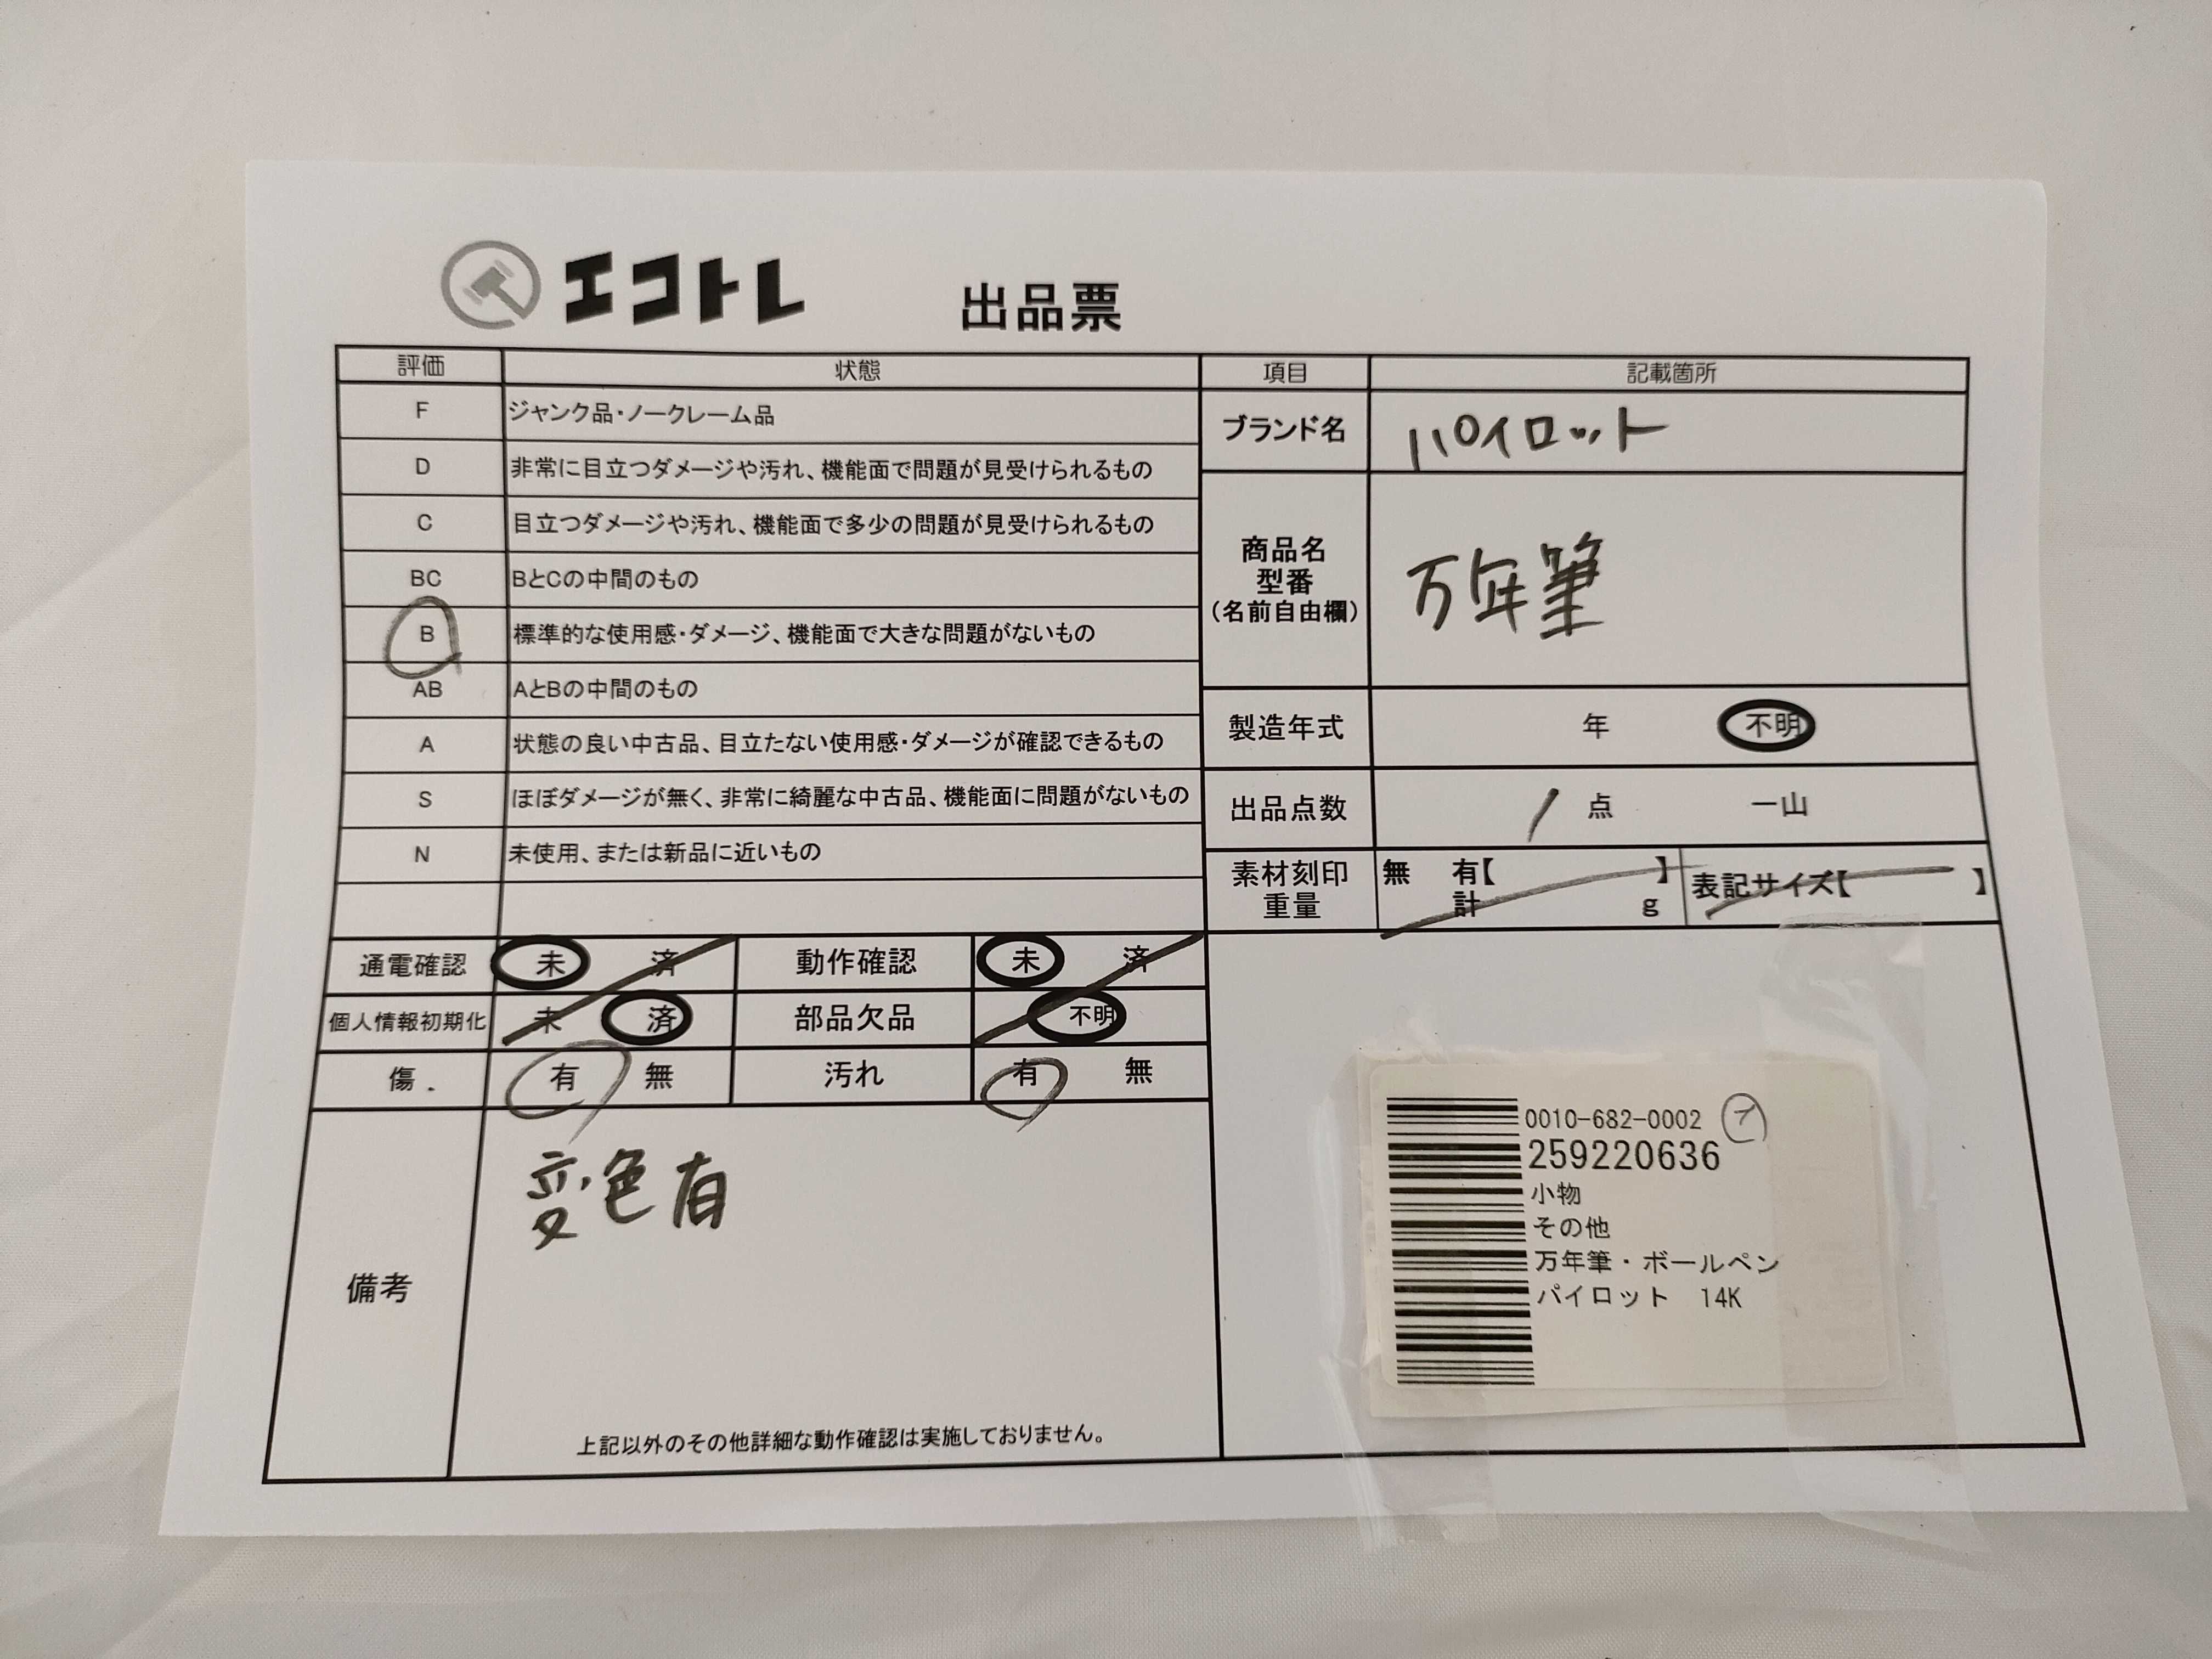 エコトレ 出品票
評価 状態
F ジャンク品・ノークレーム品
D 非常に目立つダメージや汚れ、機能面で問題が見受けられるもの
C 目立つダメージや汚れ、機能面で多少の問題が見受けられるもの
BC BとCの中間のもの
B 標準的な使用感・ダメージ、機能面で大きな問題がないもの
AB AとBの中間のもの
A 状態の良い中古品、目立たない使用感・ダメージが確認できるもの
S ほぼダメージが無く、非常に綺麗な中古品、機能面に問題がないもの
N 未使用、または新品に近いもの
項目 記載箇所
ブランド名 パイロット
商品名
型番
(名前自由欄)
万年筆
製造年式 年 不明
出品点数 1 点 一山
素材刻印 無 有【 】 表記サイズ【 】
重量 計 g
通電確認 未 済 動作確認 未 済
個人情報初期化 未 済 部品欠品 不明
傷 有 無 汚れ 有 無
備考
変色有
上記以外のその他詳細な動作確認は実施しておりません。
0010-682-0002
259220636
小物
その他
万年筆・ボールペン
パイロット 14K